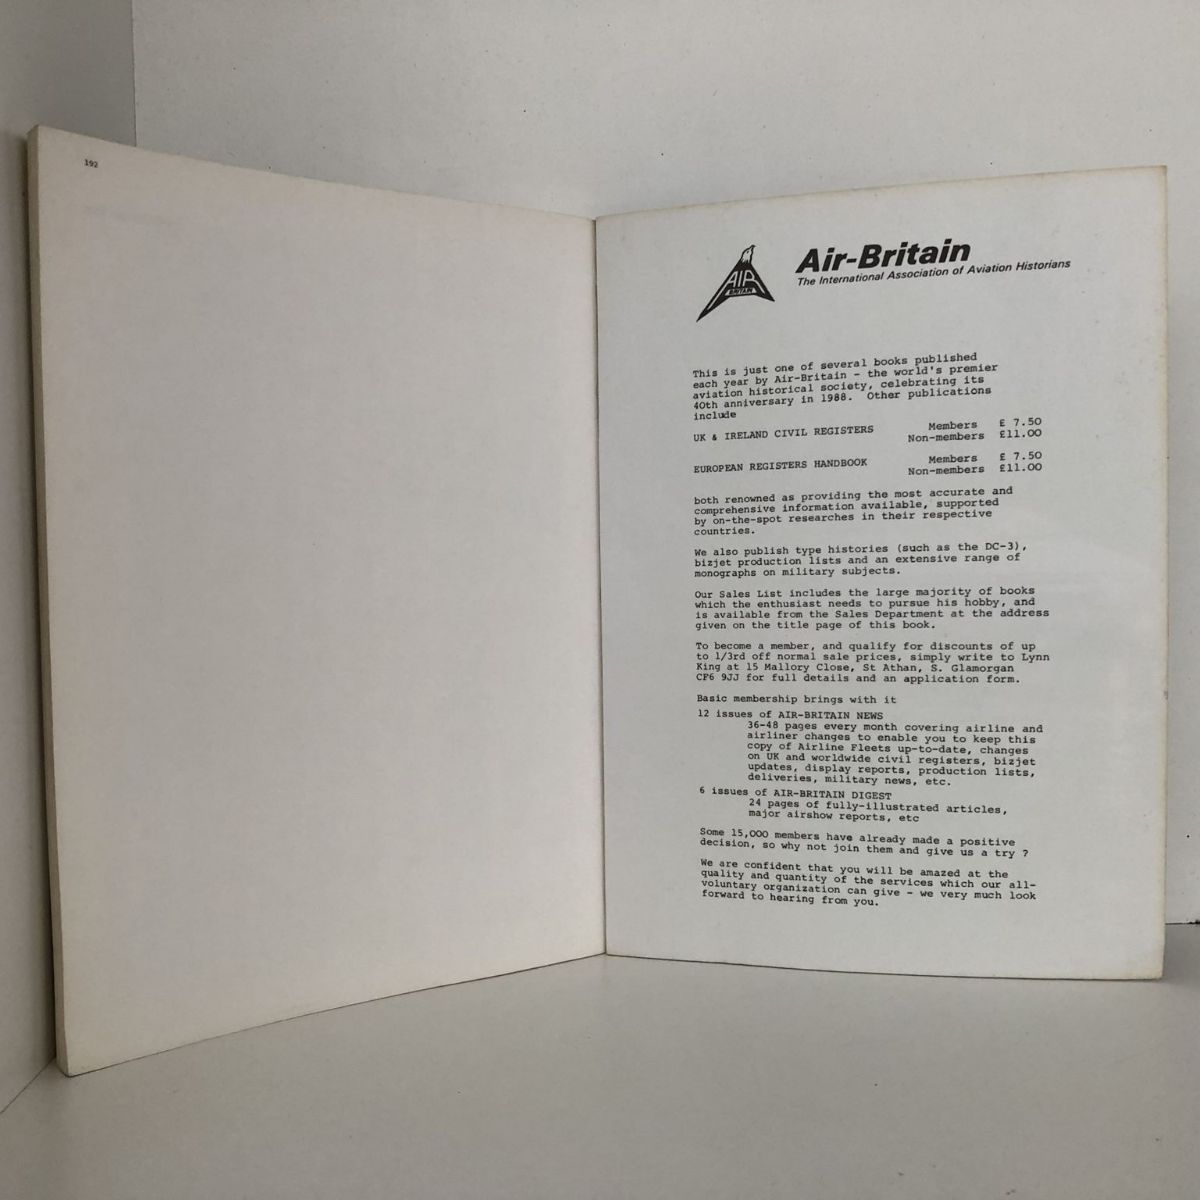 192
AIR
BRITAIN
Air-Britain
The International Association of Aviation Historians
This is just one of several books published
each year by Air-Britain - the world's premier
aviation historical society, celebrating its
40th anniversary in 1988. Other publications
include
UK & IRELAND CIVIL REGISTERS Members £ 7.50
Non-members £11.00
EUROPEAN REGISTERS HANDBOOK Members £ 7.50
Non-members £11.00
both renowned as providing the most accurate and
comprehensive information available, supported
by on-the-spot researches in their respective
countries.
We also publish type histories (such as the DC-3),
bizjet production lists and an extensive range of
monographs on military subjects.
Our Sales List includes the large majority of books
which the enthusiast needs to pursue his hobby, and
is available from the Sales Department at the address
given on the title page of this book.
To become a member, and qualify for discounts of up
to 1/3rd off normal sale prices, simply write to Lynn
King at 15 Mallory Close, St Athan, S. Glamorgan
CF6 9JJ for full details and an application form.
Basic membership brings with it
12 issues of AIR-BRITAIN NEWS
36-48 pages every month covering airline and
airliner changes to enable you to keep this
copy of Airline Fleets up-to-date, changes
on UK and worldwide civil registers, bizjet
updates, display reports, production lists,
deliveries, military news, etc.
6 issues of AIR-BRITAIN DIGEST
24 pages of fully-illustrated articles,
major airshow reports, etc
Some 15,000 members have already made a positive
decision, so why not join them and give us a try ?
We are confident that you will be amazed at the
quality and quantity of the services which our all-
voluntary organization can give - we very much look
forward to hearing from you.